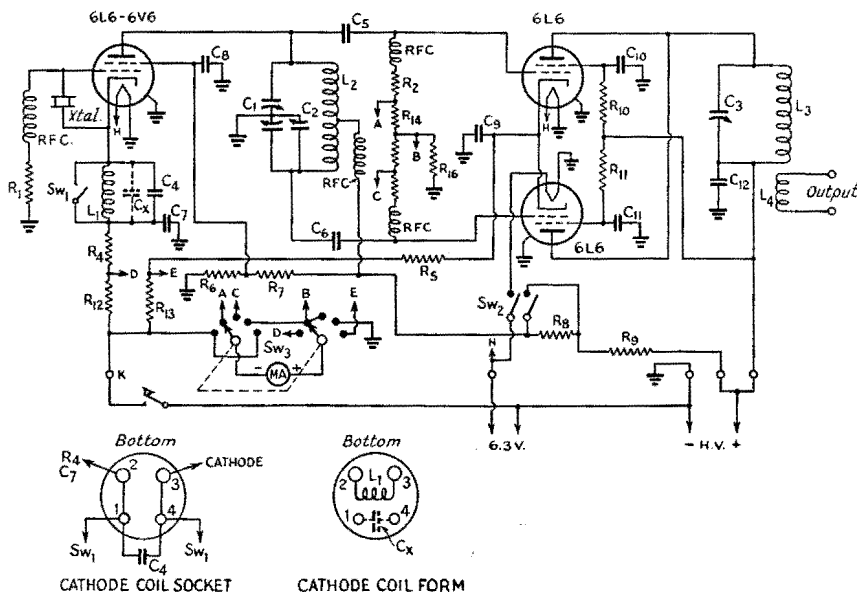 6L6-6V6
C5
6L6
C8
RFC
C10
L2
R2
Xtal.
H
C1
C2
A
R14
C9
H
R10
C3
L3
RFC.
B
R16
R11
Sw1
L1
Cx
C4
RFC
C
C12
L4
Output
R1
C7
C6
RFC
C11
R4
6L6
D
E
R6
R7
R5
R12
R13
A
C
B
E
Sw2
D
Sw3
R8
R9
H
- MA +
K
6.3V.
- H.V. +
Bottom
Bottom
R4
C7
2
3
CATHODE
2
L1
3
1
4
1
4
Sw1
C4
Sw1
Cx
CATHODE COIL SOCKET
CATHODE COIL FORM